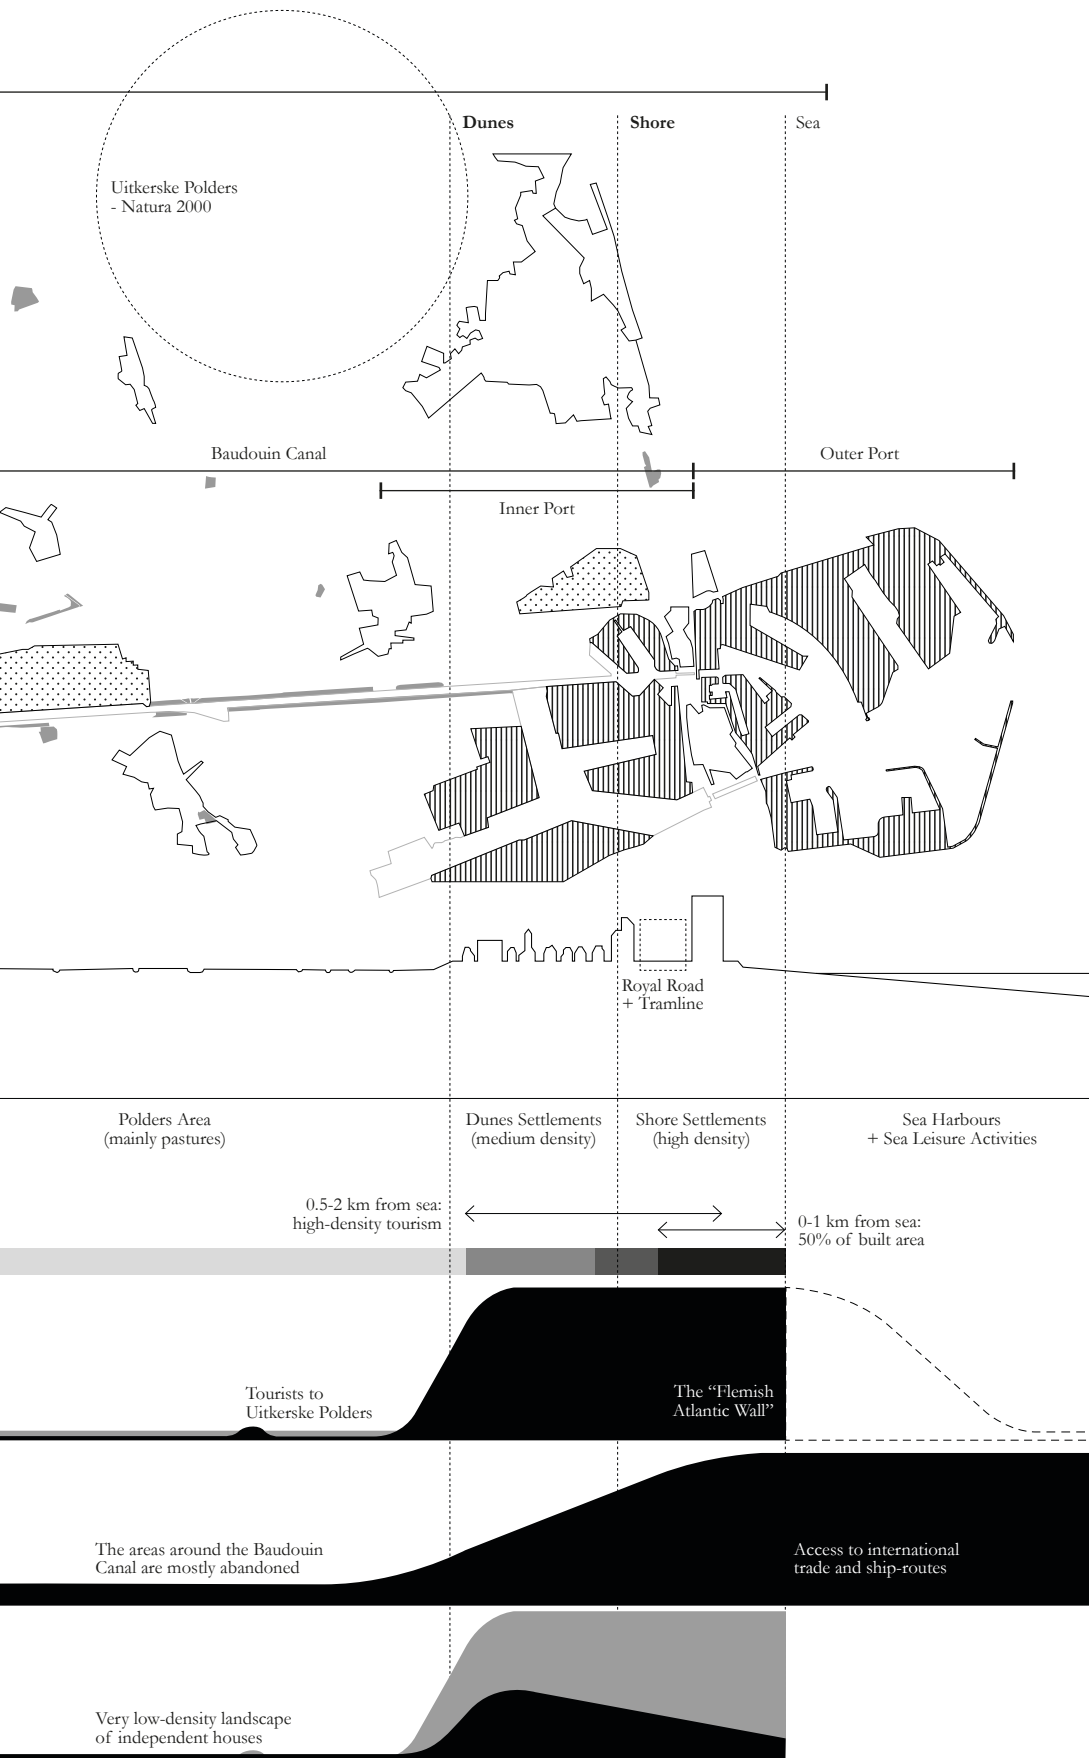 Dunes
Shore
Sea
Uitkerske Polders
- Natura 2000
Baudouin Canal
Outer Port
Inner Port
Royal Road
+ Tramline
Polders Area
(mainly pastures)
Dunes Settlements
(medium density)
Shore Settlements
(high density)
Sea Harbours
+ Sea Leisure Activities
0.5-2 km from sea:
high-density tourism
0-1 km from sea:
50% of built area
Tourists to
Uitkerske Polders
The “Flemish
Atlantic Wall”
The areas around the Baudouin
Canal are mostly abandoned
Access to international
trade and ship-routes
Very low-density landscape
of independent houses